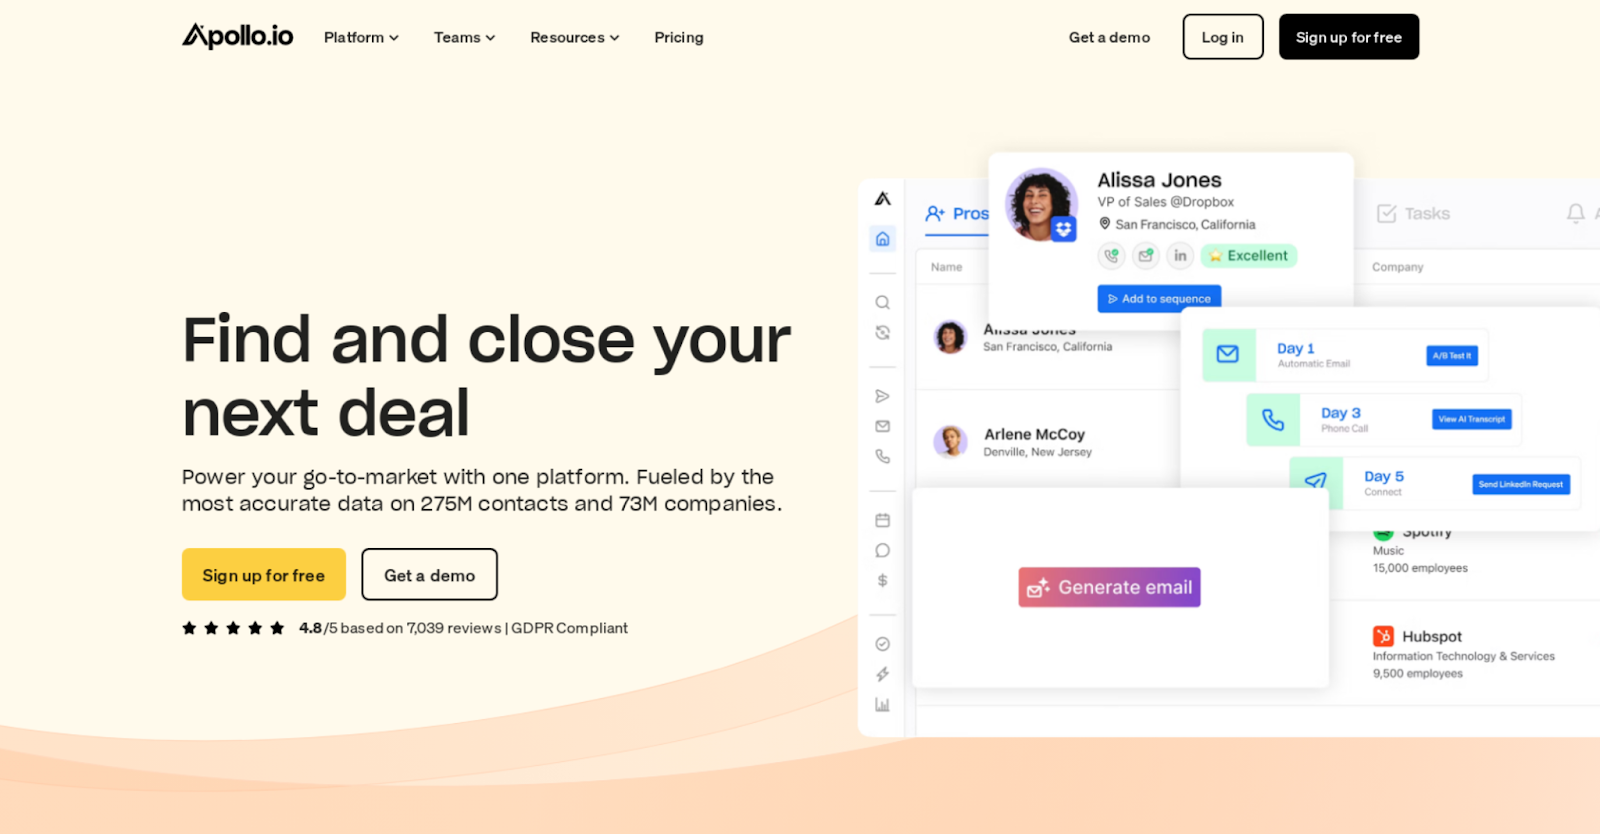 Apollo.io
Platform
Teams
Resources
Pricing
Get a demo
Log in
Sign up for free
Find and close your
next deal
Power your go-to-market with one platform. Fueled by the
most accurate data on 275M contacts and 73M companies.
Sign up for free
Get a demo
4.8/5 based on 7,039 reviews | GDPR Compliant
Alissa Jones
VP of Sales @Dropbox
San Francisco, California
in
Excellent
Add to sequence
Pros
Tasks
A
Name
Company
Alissa Jones
San Francisco, California
Arlene McCoy
Denville, New Jersey
Day 1
Automatic Email
A/B Test It
Day 3
Phone Call
View AI Transcript
Day 5
Connect
Send LinkedIn Request
Generate email
Spotify
Music
15,000 employees
Hubspot
Information Technology & Services
9,500 employees